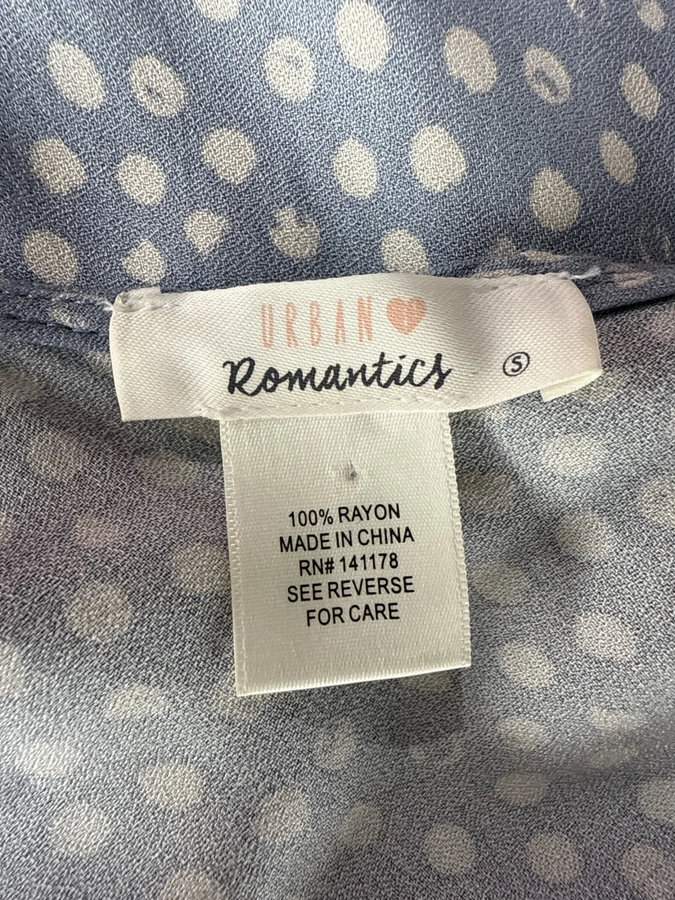 URBAN
Romantics
S
100% RAYON
MADE IN CHINA
RN# 141178
SEE REVERSE
FOR CARE